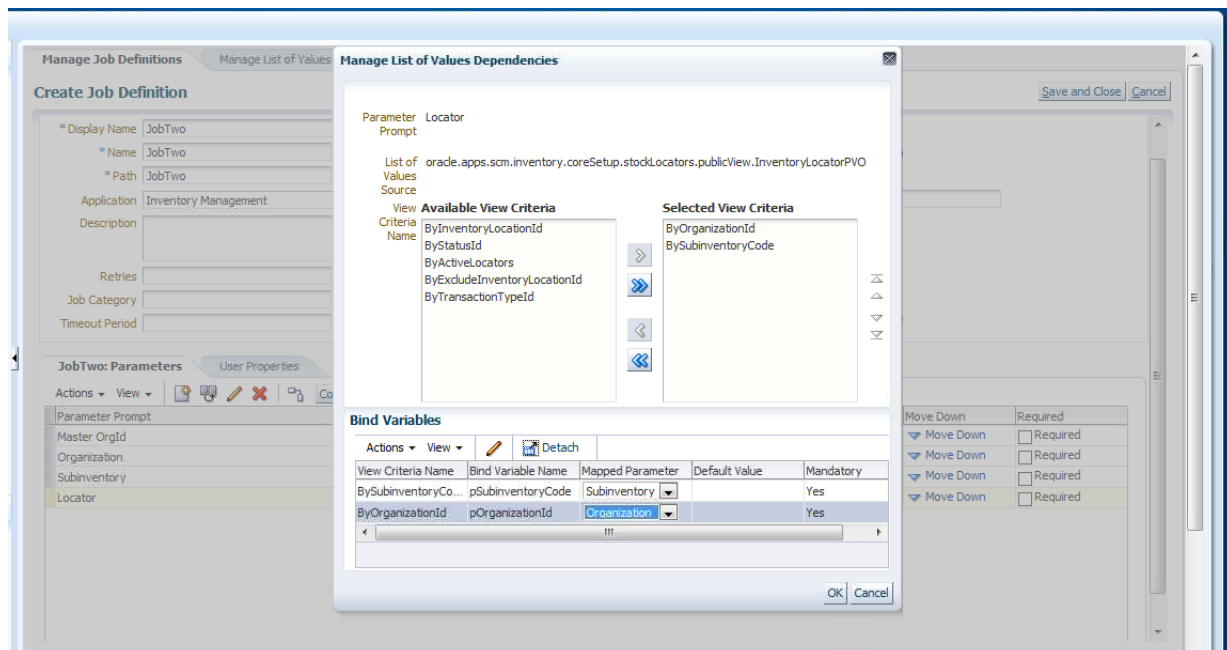 Manage Job Definitions
Manage List of Values
Create Job Definition
Save and Close
Cancel
* Display Name JobTwo
* Name JobTwo
* Path JobTwo
Application Inventory Management
Description
Retries
Job Category
Timeout Period
JobTwo: Parameters
User Properties
Actions View
Co
Parameter Prompt
Move Down
Required
Master OrgId
Move Down
Required
Organization
Move Down
Required
Subinventory
Move Down
Required
Locator
Move Down
Required
Manage List of Values Dependencies
Parameter Prompt
Locator
List of Values Source
oracle.apps.scm.inventory.coreSetup.stockLocators.publicView.InventoryLocatorPVO
View Criteria Name
Available View Criteria
ByInventoryLocationId
ByStatusId
ByActiveLocators
ByExcludeInventoryLocationId
ByTransactionTypeId
Selected View Criteria
ByOrganizationId
BySubinventoryCode
Bind Variables
Actions View Detach
View Criteria Name Bind Variable Name Mapped Parameter Default Value Mandatory
BySubinventoryCo... pSubinventoryCode Subinventory Yes
ByOrganizationId pOrganizationId Organization Yes
OK Cancel